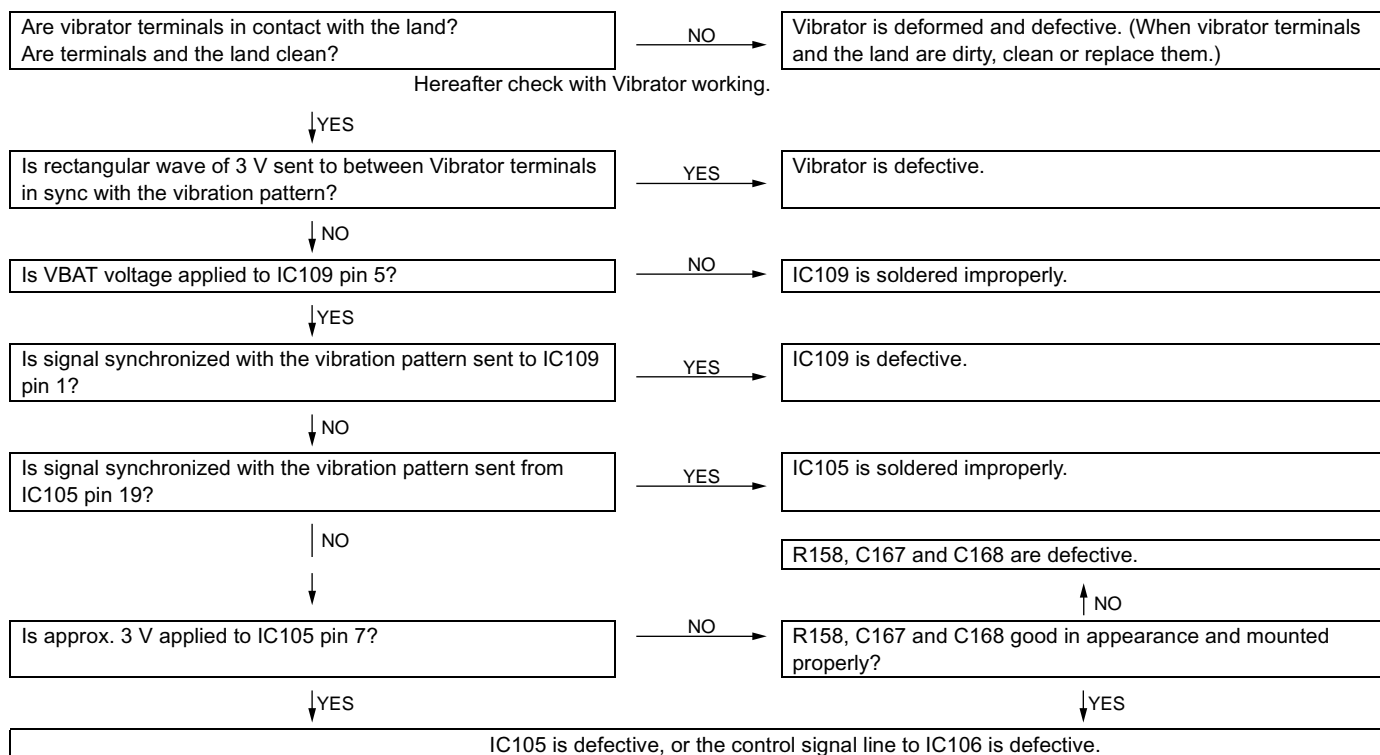 Are vibrator terminals in contact with the land?
Are terminals and the land clean?
NO
Vibrator is deformed and defective. (When vibrator terminals
and the land are dirty, clean or replace them.)
Hereafter check with Vibrator working.
YES
Is rectangular wave of 3 V sent to between Vibrator terminals
in sync with the vibration pattern?
YES
Vibrator is defective.
NO
Is VBAT voltage applied to IC109 pin 5?
NO
IC109 is soldered improperly.
YES
Is signal synchronized with the vibration pattern sent to IC109
pin 1?
YES
IC109 is defective.
NO
Is signal synchronized with the vibration pattern sent from
IC105 pin 19?
YES
IC105 is soldered improperly.
NO
R158, C167 and C168 are defective.
NO
Is approx. 3 V applied to IC105 pin 7?
NO
R158, C167 and C168 good in appearance and mounted
properly?
YES
YES
IC105 is defective, or the control signal line to IC106 is defective.